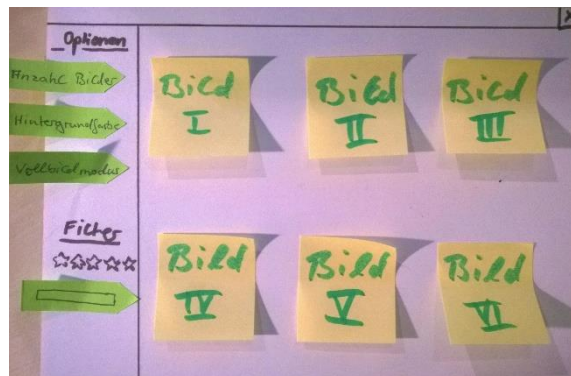 X
Optionen
Anzahl Bilder
Hintergrundfarbe
Vollbildmodus
Filter
Bild
I
Bild
II
Bild
III
Bild
IV
Bild
V
Bild
VI